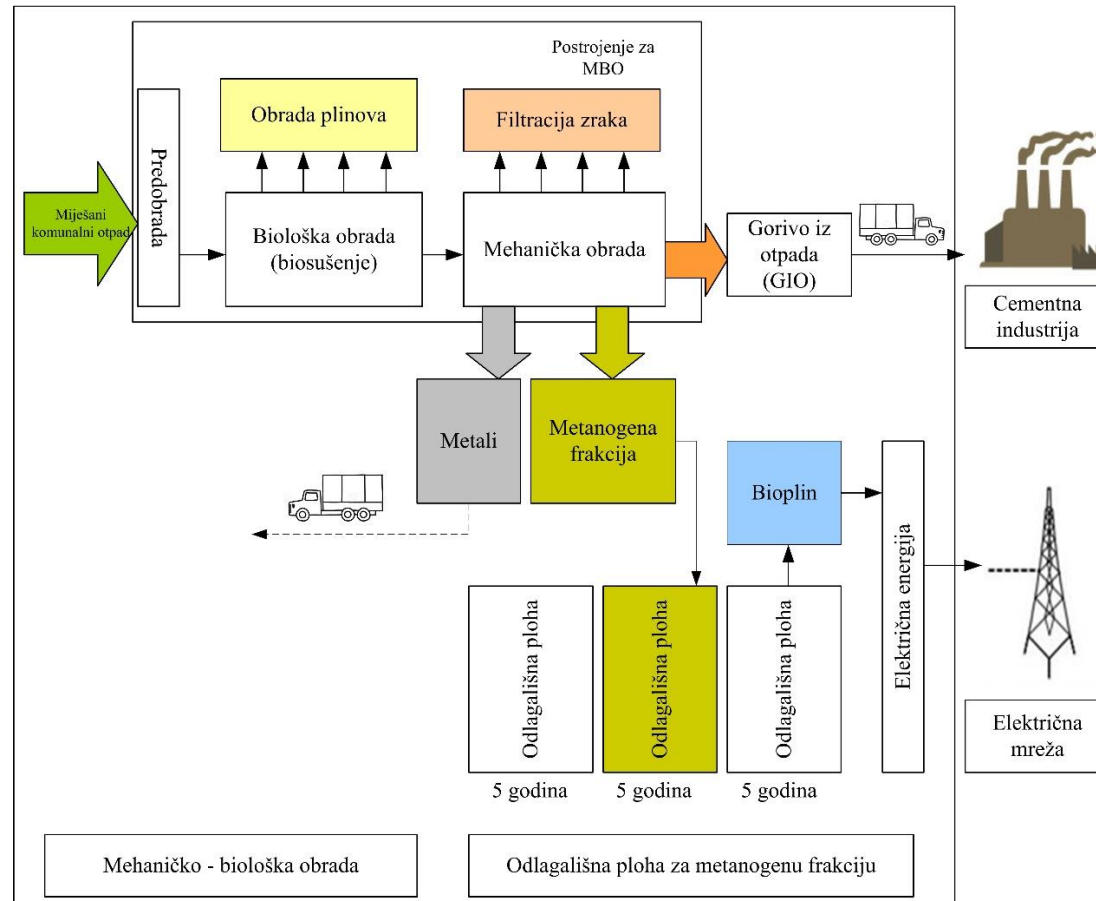 Postrojenje za
MBO
Obrada plinova
Filtracija zraka
Predobrada
Miješani
komunalni otpad
Biološka obrada
(biosušenje)
Mehanička obrada
Gorivo iz
otpada
(GIO)
Cementna
industrija
Metali
Metanogena
frakcija
Bioplin
Električna energija
Odlagališna ploha
Odlagališna ploha
Odlagališna ploha
5 godina
5 godina
5 godina
Električna
mreža
Mehaničko - biološka obrada
Odlagališna ploha za metanogenu frakciju